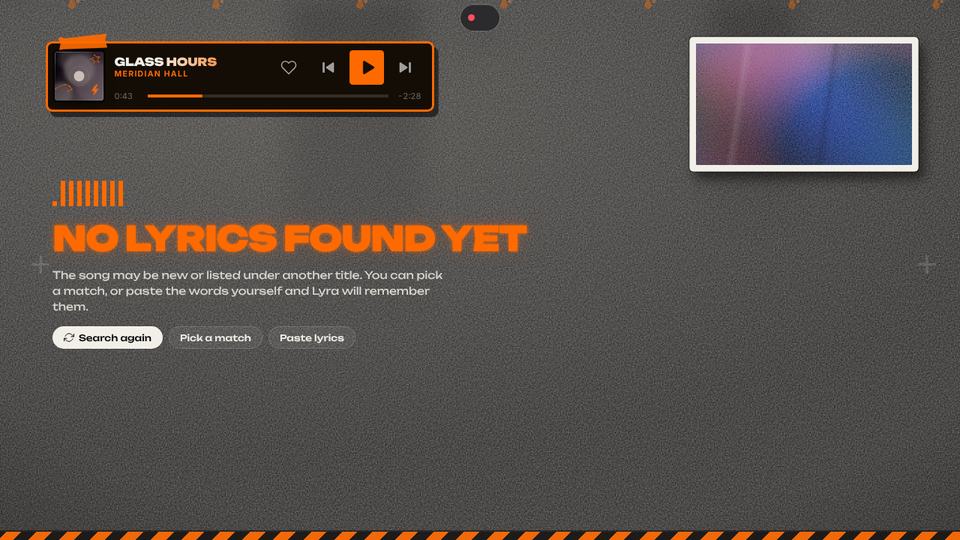 GLASS HOURS
MERIDIAN HALL
0:43
-2:28
NO LYRICS FOUND YET
The song may be new or listed under another title. You can pick
a match, or paste the words yourself and Lyra will remember
them.
Search again
Pick a match
Paste lyrics